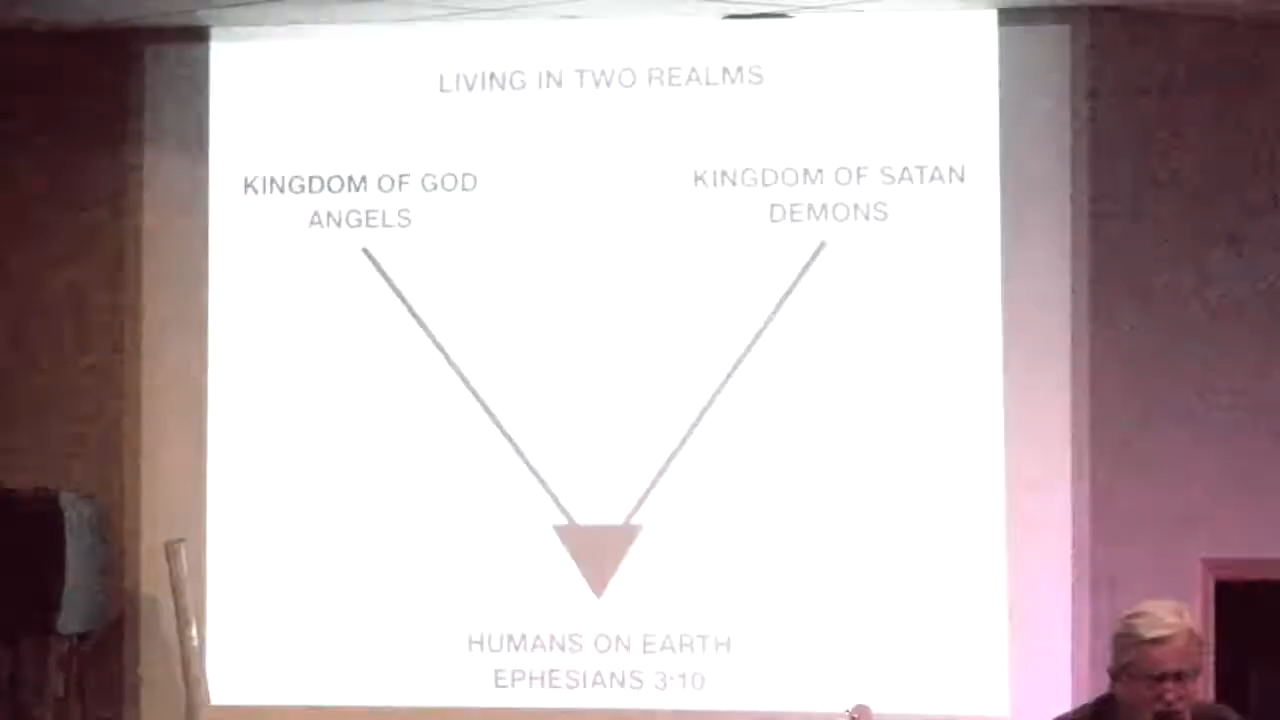 LIVING IN TWO REALMS
KINGDOM OF GOD
ANGELS
KINGDOM OF SATAN
DEMONS
HUMANS ON EARTH
EPHESIANS 3:10